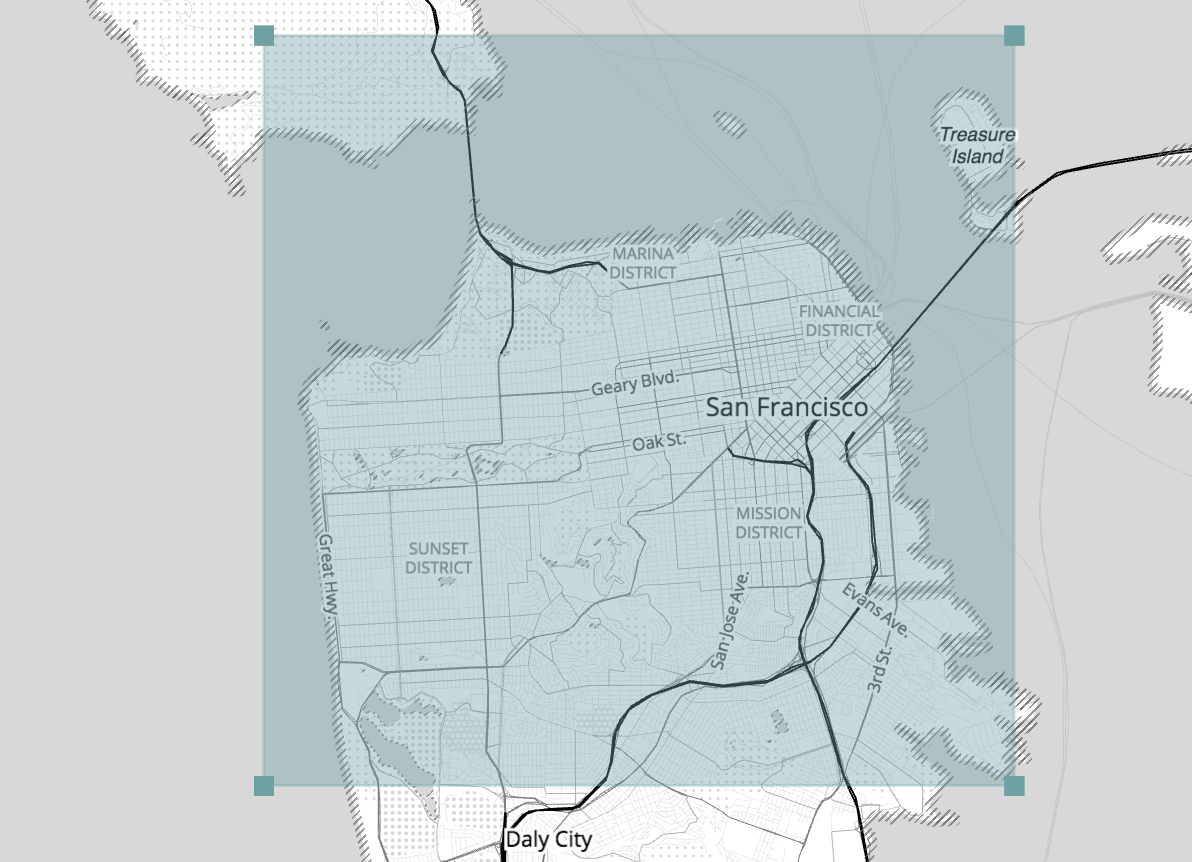 Treasure
Island
MARINA
DISTRICT
FINANCIAL
DISTRICT
Geary Blvd.
San Francisco
Oak St.
MISSION
DISTRICT
SUNSET
DISTRICT
Great Hwy.
San Jose Ave.
Evans Ave.
3rd St.
Daly City